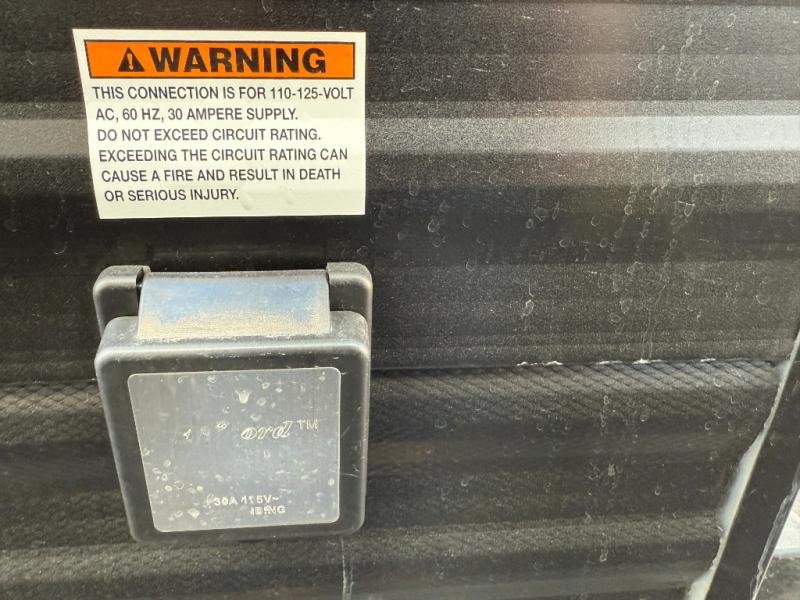 WARNING
THIS CONNECTION IS FOR 110-125-VOLT
AC, 60 HZ, 30 AMPERE SUPPLY.
DO NOT EXCEED CIRCUIT RATING.
EXCEEDING THE CIRCUIT RATING CAN
CAUSE A FIRE AND RESULT IN DEATH
OR SERIOUS INJURY.
TM
30A